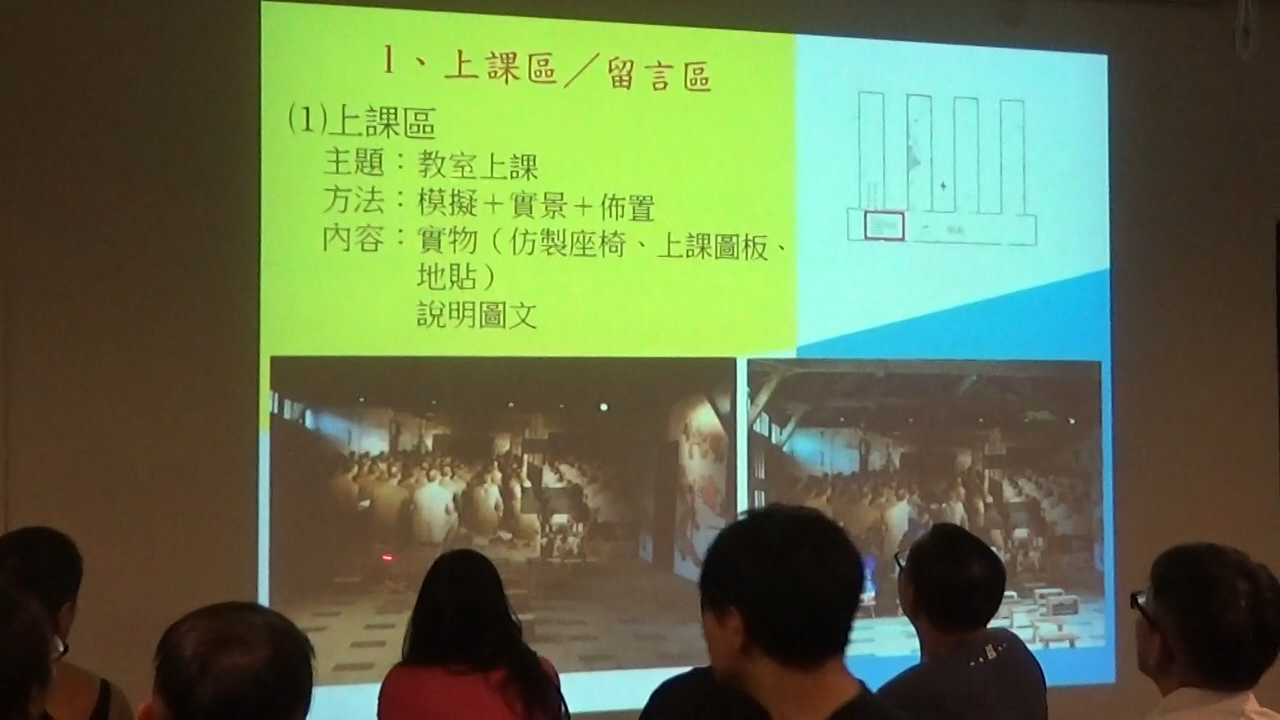 1、上課區／留言區
(1)上課區
主題：教室上課
方法：模擬＋實景＋佈置
內容：實物（仿製座椅、上課圖板、
地貼）
說明圖文